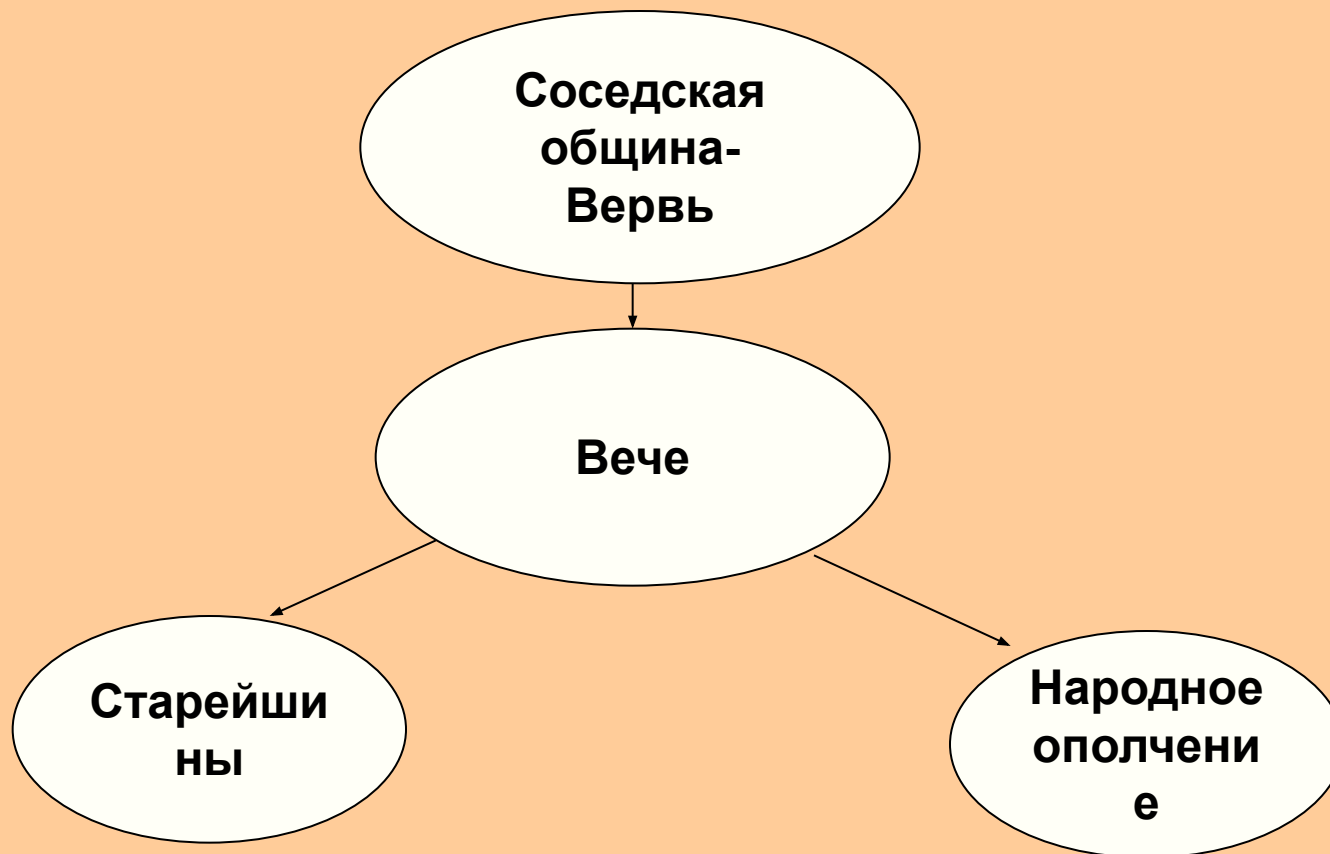 Соседская
община-
Вервь
Вече
Старейши
ны
Народное
ополчени
е